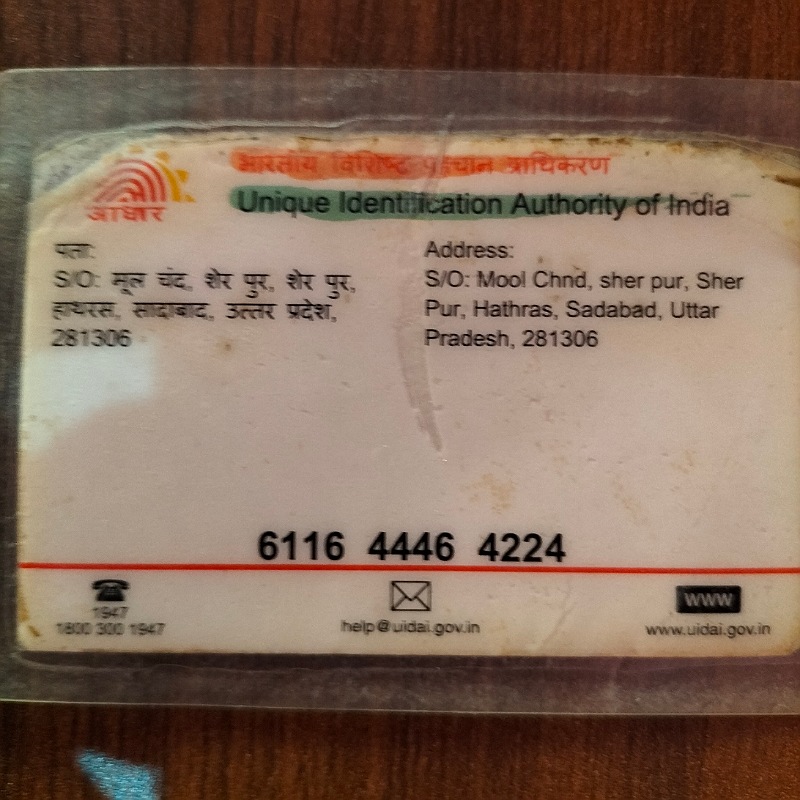 भारतीय विशिष्ट पहचान प्राधिकरण
Unique Identification Authority of India
आधार
पता:
S/O: मूल चंद, शेर पुर, शेर पुर,
हाथरस, सादाबाद, उत्तर प्रदेश,
281306
Address:
S/O: Mool Chnd, sher pur, Sher
Pur, Hathras, Sadabad, Uttar
Pradesh, 281306
6116 4446 4224
1947
1800 300 1947
help@uidai.gov.in
WWW
www.uidai.gov.in